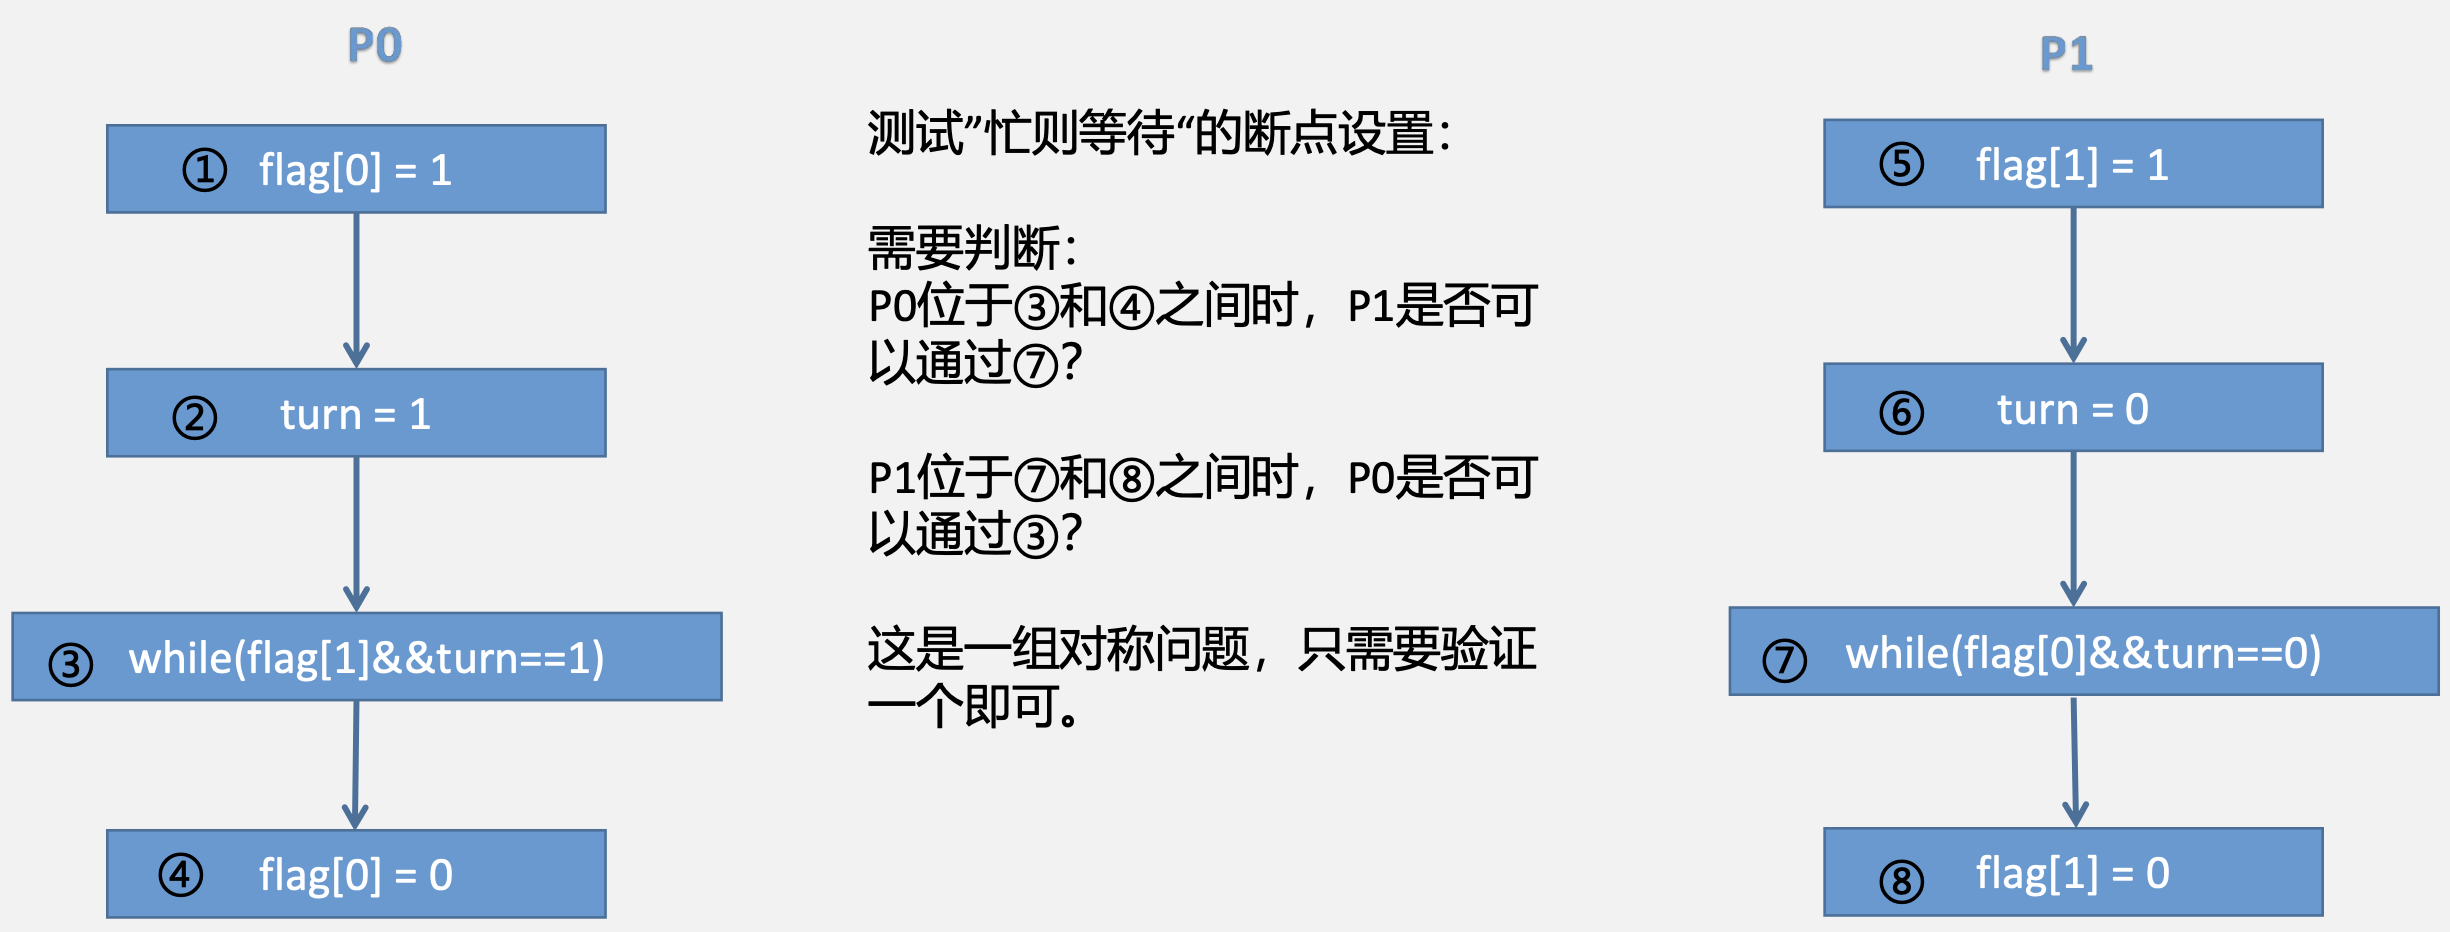 P0
① flag[0] = 1
② turn = 1
③ while(flag[1]&&turn==1)
④ flag[0] = 0
测试”忙则等待“的断点设置：
需要判断：
P0位于③和④之间时，P1是否可
以通过⑦？
P1位于⑦和⑧之间时，P0是否可
以通过③？
这是一组对称问题，只需要验证
一个即可。
P1
⑤ flag[1] = 1
⑥ turn = 0
⑦ while(flag[0]&&turn==0)
⑧ flag[1] = 0